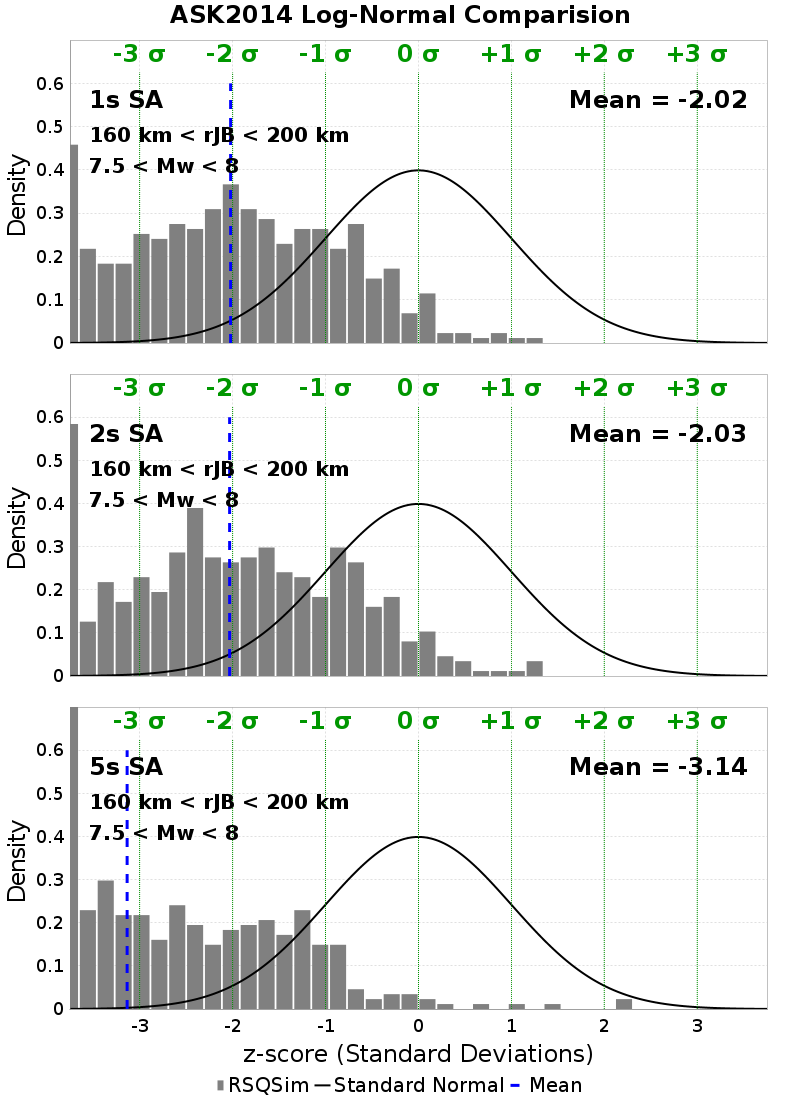 ASK2014 Log-Normal Comparision
-3 σ -2 σ -1 σ 0 σ +1 σ +2 σ +3 σ
1s SA
Mean = -2.02
160 km < rJB < 200 km
7.5 < Mw < 8
Density
0.6
0.5
0.4
0.3
0.2
0.1
0
-3 σ -2 σ -1 σ 0 σ +1 σ +2 σ +3 σ
2s SA
Mean = -2.03
160 km < rJB < 200 km
7.5 < Mw < 8
Density
0.6
0.5
0.4
0.3
0.2
0.1
0
-3 σ -2 σ -1 σ 0 σ +1 σ +2 σ +3 σ
5s SA
Mean = -3.14
160 km < rJB < 200 km
7.5 < Mw < 8
Density
0.6
0.5
0.4
0.3
0.2
0.1
0
-3 -2 -1 0 1 2 3
z-score (Standard Deviations)
RSQSim Standard Normal Mean